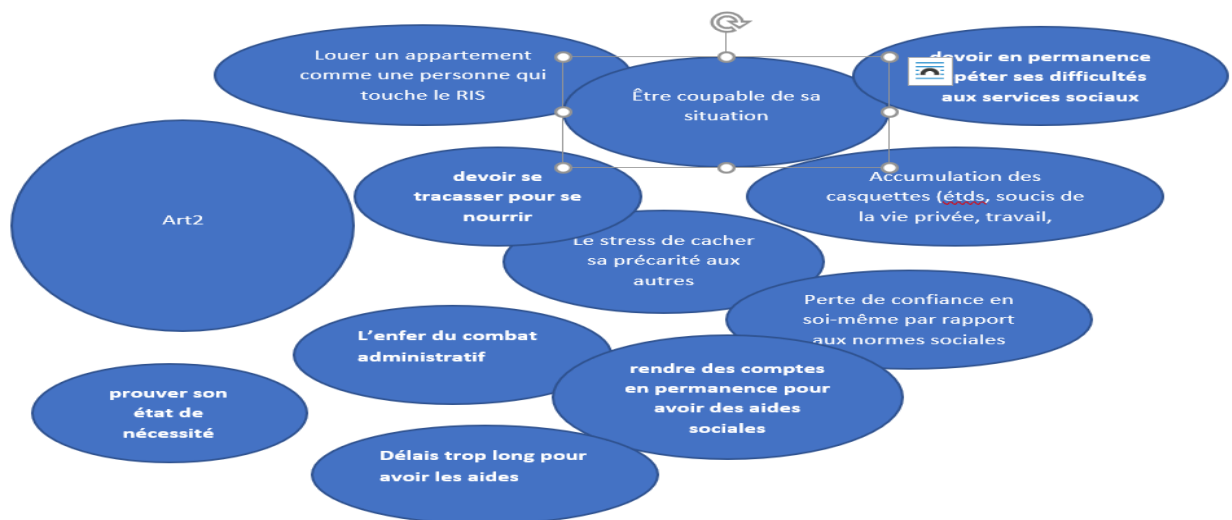 Louer un appartement
comme une personne qui
touche le RIS
Être coupable de sa
situation
devoir en permanence
péter ses difficultés
aux services sociaux
Art2
devoir se
tracasser pour se
nourrir
Accumulation des
casquettes (étds, soucis de
la vie privée, travail,
Le stress de cacher
sa précarité aux
autres
Perte de confiance en
soi-même par rapport
aux normes sociales
L’enfer du combat
administratif
rendre des comptes
en permanence pour
avoir des aides
sociales
prouver son
état de
nécessité
Délais trop long pour
avoir les aides